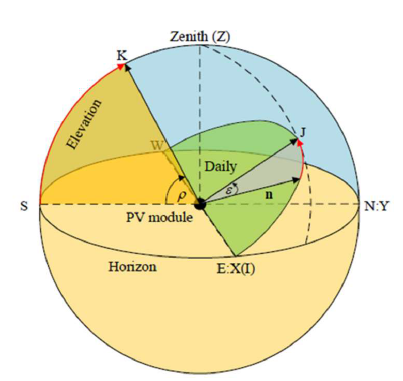 Zenith (Z)
K
Elevation
W
J
Daily
ρ
ε
S
PV module
n
N:Y
Horizon
E:X(I)